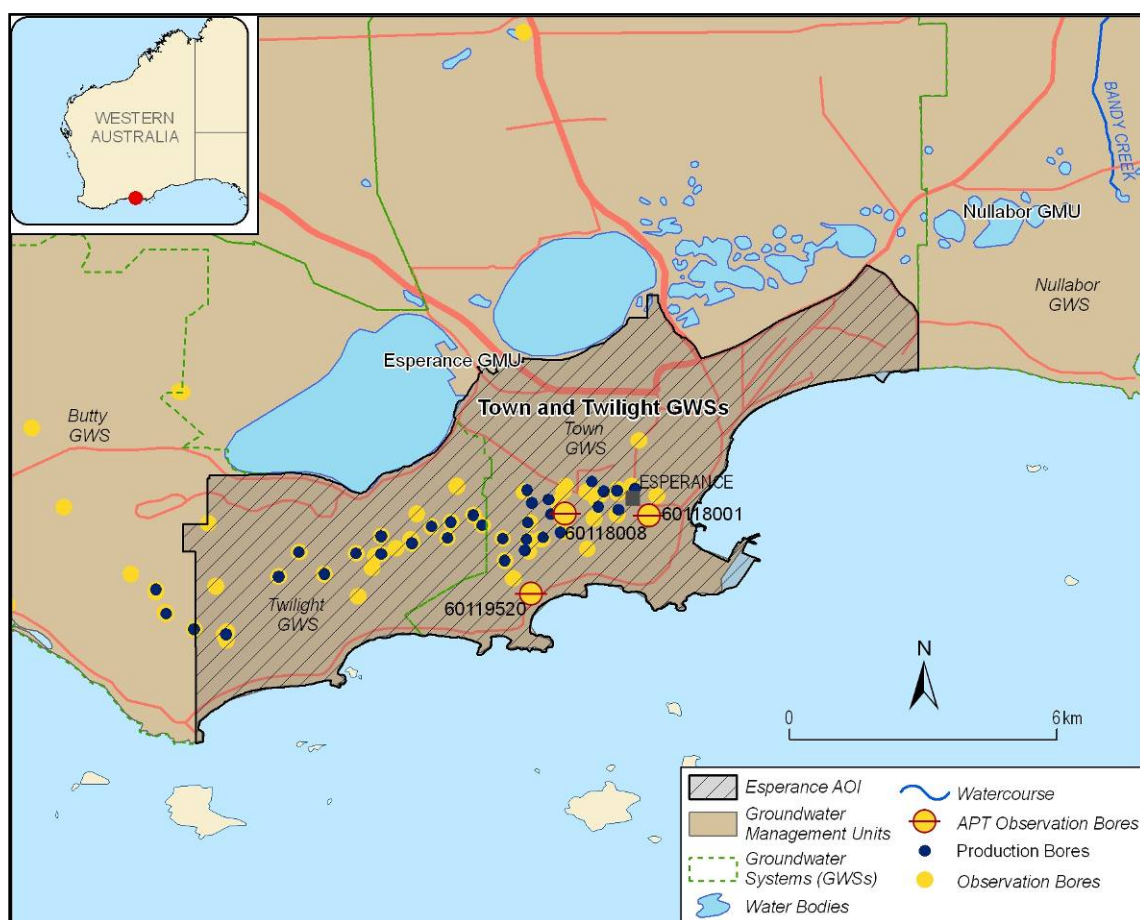 WESTERN
AUSTRALIA
BANDY CREEK
Nullabor GMU
Nullabor
GWS
Esperance GMU
Town and Twilight GWSs
Town
GWS
Butty
GWS
ESPERANCE
60118001
60118008
60119520
Twilight
GWS
N
0
6 km
Esperance AOI
Groundwater
Management Units
Groundwater
Systems (GWSs)
Water Bodies
Watercourse
APT Observation Bores
Production Bores
Observation Bores